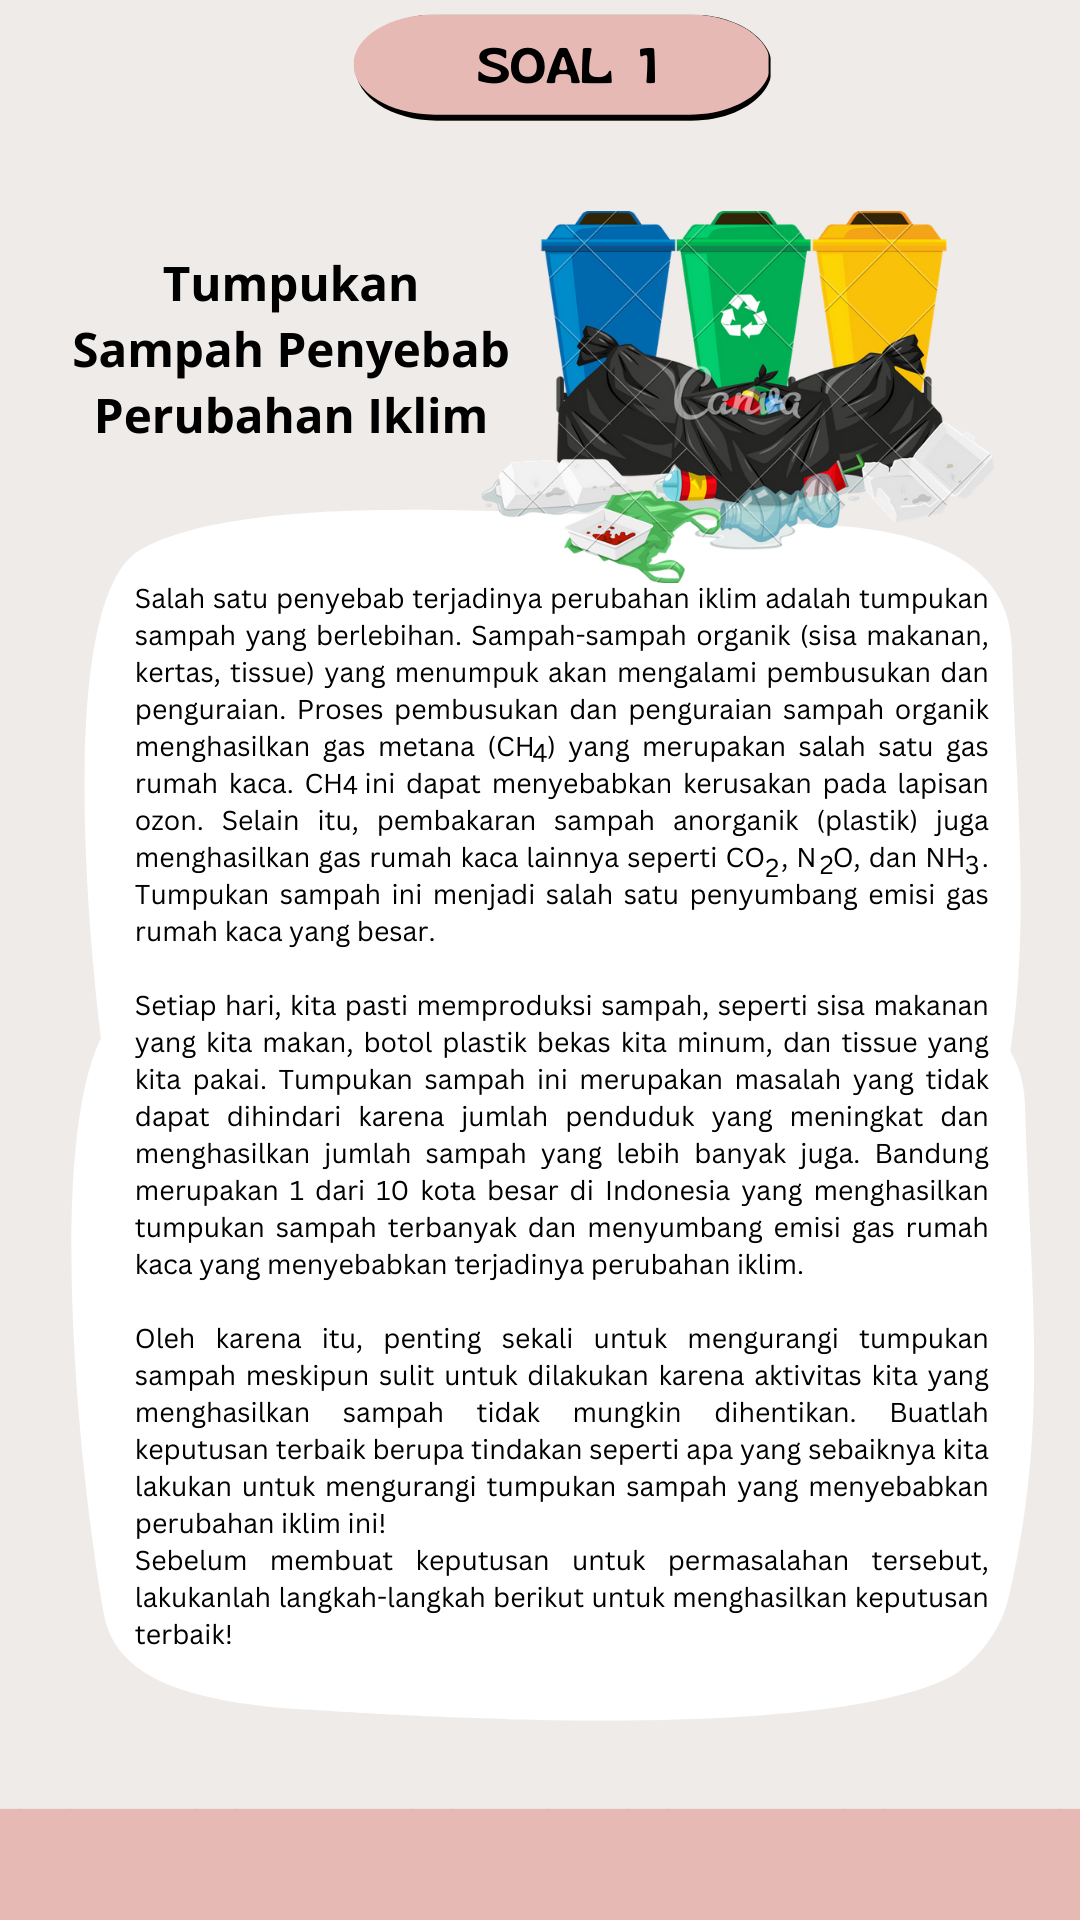 SOAL 1
Tumpukan
Sampah Penyebab
Perubahan Iklim
Canva
Salah satu penyebab terjadinya perubahan iklim adalah tumpukan
sampah yang berlebihan. Sampah-sampah organik (sisa makanan,
kertas, tissue) yang menumpuk akan mengalami pembusukan dan
penguraian. Proses pembusukan dan penguraian sampah organik
menghasilkan gas metana (CH4) yang merupakan salah satu gas
rumah kaca. CH4 ini dapat menyebabkan kerusakan pada lapisan
ozon. Selain itu, pembakaran sampah anorganik (plastik) juga
menghasilkan gas rumah kaca lainnya seperti CO2, N2O, dan NH3.
Tumpukan sampah ini menjadi salah satu penyumbang emisi gas
rumah kaca yang besar.
Setiap hari, kita pasti memproduksi sampah, seperti sisa makanan
yang kita makan, botol plastik bekas kita minum, dan tissue yang
kita pakai. Tumpukan sampah ini merupakan masalah yang tidak
dapat dihindari karena jumlah penduduk yang meningkat dan
menghasilkan jumlah sampah yang lebih banyak juga. Bandung
merupakan 1 dari 10 kota besar di Indonesia yang menghasilkan
tumpukan sampah terbanyak dan menyumbang emisi gas rumah
kaca yang menyebabkan terjadinya perubahan iklim.
Oleh karena itu, penting sekali untuk mengurangi tumpukan
sampah meskipun sulit untuk dilakukan karena aktivitas kita yang
menghasilkan sampah tidak mungkin dihentikan. Buatlah
keputusan terbaik berupa tindakan seperti apa yang sebaiknya kita
lakukan untuk mengurangi tumpukan sampah yang menyebabkan
perubahan iklim ini!
Sebelum membuat keputusan untuk permasalahan tersebut,
lakukanlah langkah-langkah berikut untuk menghasilkan keputusan
terbaik!